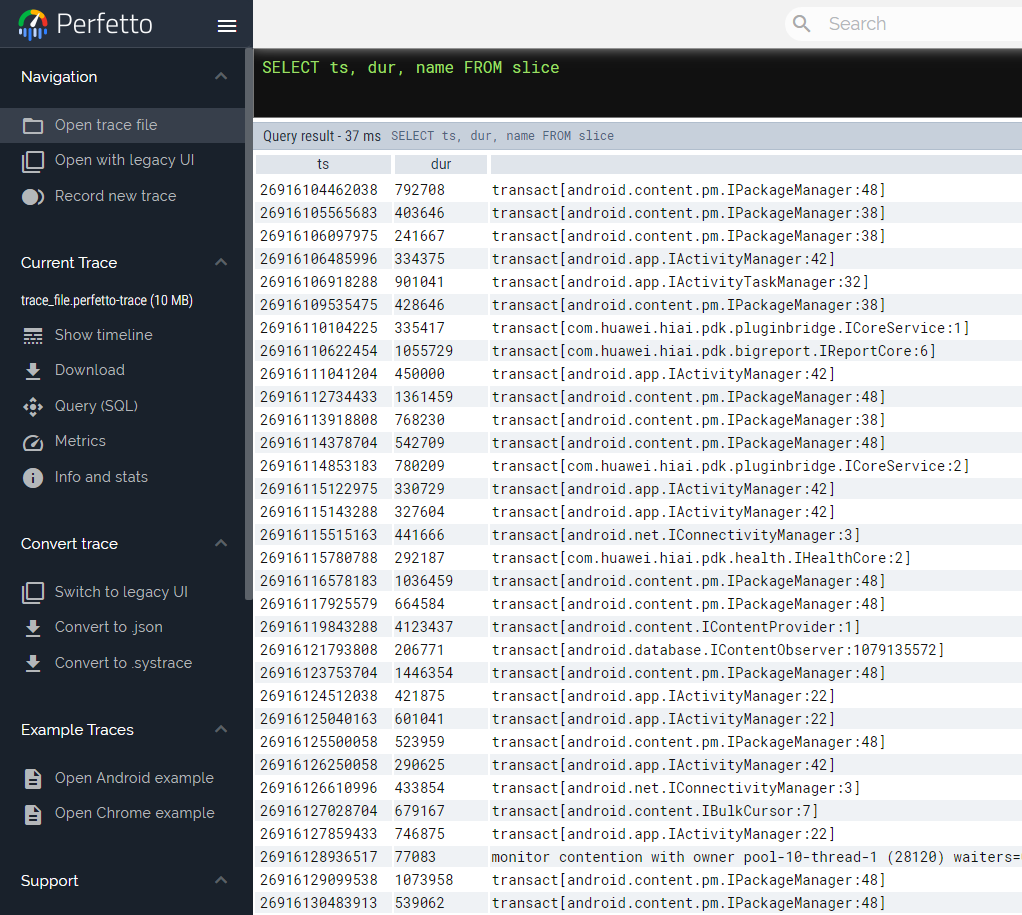 Perfetto
Search
Navigation
Open trace file
Open with legacy UI
Record new trace
Current Trace
trace_file.perfetto-trace (10 MB)
Show timeline
Download
Query (SQL)
Metrics
Info and stats
Convert trace
Switch to legacy UI
Convert to .json
Convert to .systrace
Example Traces
Open Android example
Open Chrome example
Support
SELECT ts, dur, name FROM slice
Query result - 37 ms SELECT ts, dur, name FROM slice
ts dur
26916104462038 792708 transact[android.content.pm.IPackageManager:48]
26916105565683 403646 transact[android.content.pm.IPackageManager:38]
26916106097975 241667 transact[android.content.pm.IPackageManager:38]
26916106485996 334375 transact[android.app.IActivityManager:42]
26916106918288 901041 transact[android.app.IActivityTaskManager:32]
26916109535475 428646 transact[android.content.pm.IPackageManager:38]
26916110104225 335417 transact[com.huawei.hiai.pdk.pluginbridge.ICoreService:1]
26916110622454 1055729 transact[com.huawei.hiai.pdk.bigreport.IReportCore:6]
26916111041204 450000 transact[android.app.IActivityManager:42]
26916112734433 1361459 transact[android.content.pm.IPackageManager:48]
26916113918808 768230 transact[android.content.pm.IPackageManager:38]
26916114378704 542709 transact[android.content.pm.IPackageManager:48]
26916114853183 780209 transact[com.huawei.hiai.pdk.pluginbridge.ICoreService:2]
26916115122975 330729 transact[android.app.IActivityManager:42]
26916115143288 327604 transact[android.app.IActivityManager:42]
26916115515163 441666 transact[android.net.IConnectivityManager:3]
26916115780788 292187 transact[com.huawei.hiai.pdk.health.IHealthCore:2]
26916116578183 1036459 transact[android.content.pm.IPackageManager:48]
26916117925579 664584 transact[android.content.pm.IPackageManager:48]
26916119843288 4123437 transact[android.content.IContentProvider:1]
26916121793808 206771 transact[android.database.IContentObserver:1079135572]
26916123753704 1446354 transact[android.content.pm.IPackageManager:48]
26916124512038 421875 transact[android.app.IActivityManager:22]
26916125040163 601041 transact[android.app.IActivityManager:22]
26916125500058 523959 transact[android.content.pm.IPackageManager:48]
26916126250058 290625 transact[android.app.IActivityManager:42]
26916126610996 433854 transact[android.net.IConnectivityManager:3]
26916127028704 679167 transact[android.content.IBulkCursor:7]
26916127859433 746875 transact[android.app.IActivityManager:22]
26916128936517 77083 monitor contention with owner pool-10-thread-1 (28120) waiters=
26916129099538 1073958 transact[android.content.pm.IPackageManager:48]
26916130483913 539062 transact[android.content.pm.IPackageManager:48]